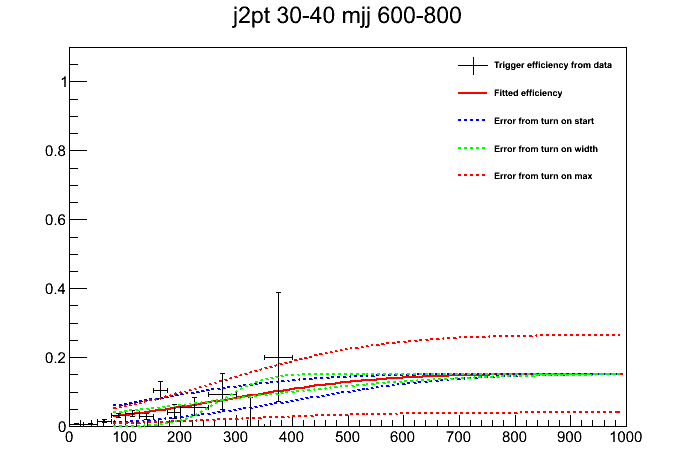 j2pt 30-40 mjj 600-800
1
0.8
0.6
0.4
0.2
0
0 100 200 300 400 500 600 700 800 900 1000
Trigger efficiency from data
Fitted efficiency
Error from turn on start
Error from turn on width
Error from turn on max